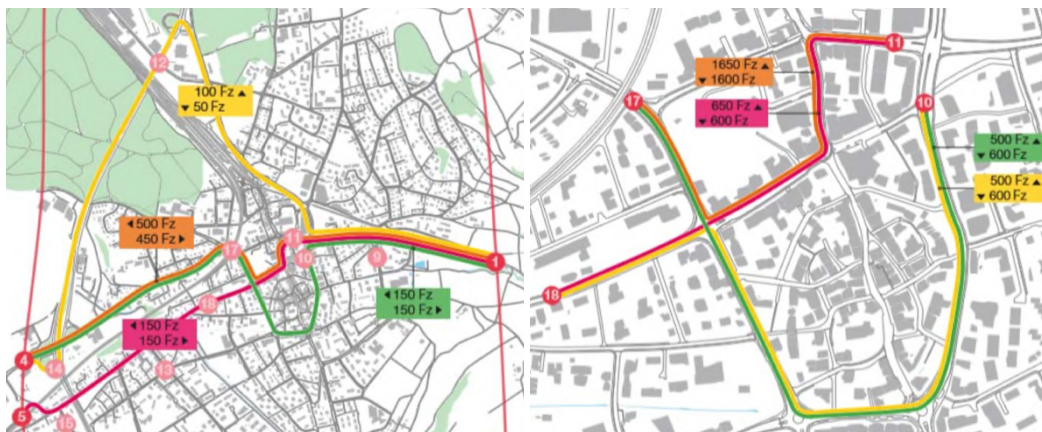 12
100 Fz ▲
▼ 50 Fz
◄ 500 Fz
450 Fz ►
17
11
10
9
1
18
◄ 150 Fz
150 Fz ►
◄ 150 Fz
150 Fz ►
4
14
13
5
15
11
1650 Fz ▲
▼ 1600 Fz
17
650 Fz ▲
▼ 600 Fz
10
500 Fz ▲
▼ 600 Fz
500 Fz ▲
▼ 600 Fz
18